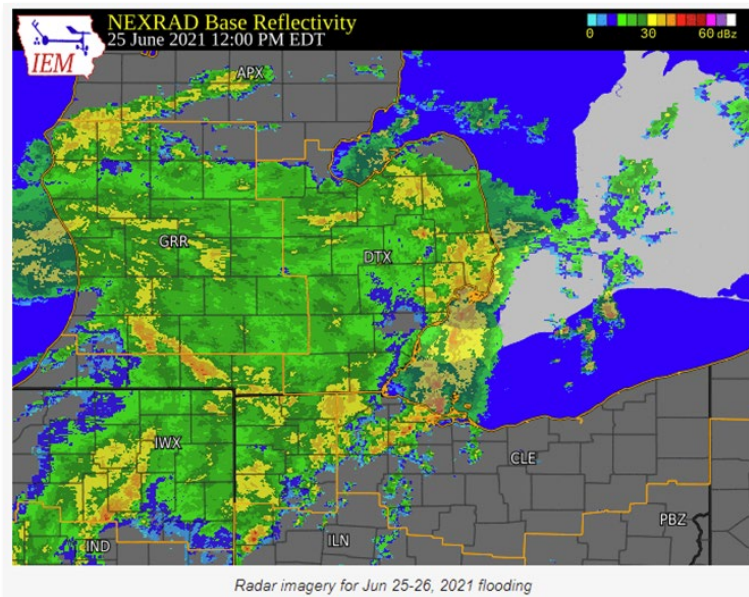 IEM
NEXRAD Base Reflectivity
25 June 2021 12:00 PM EDT
0 30 60 dBz
APX
GRR
DTX
IWX
CLE
PBZ
IND
ILN
Radar imagery for Jun 25-26, 2021 flooding